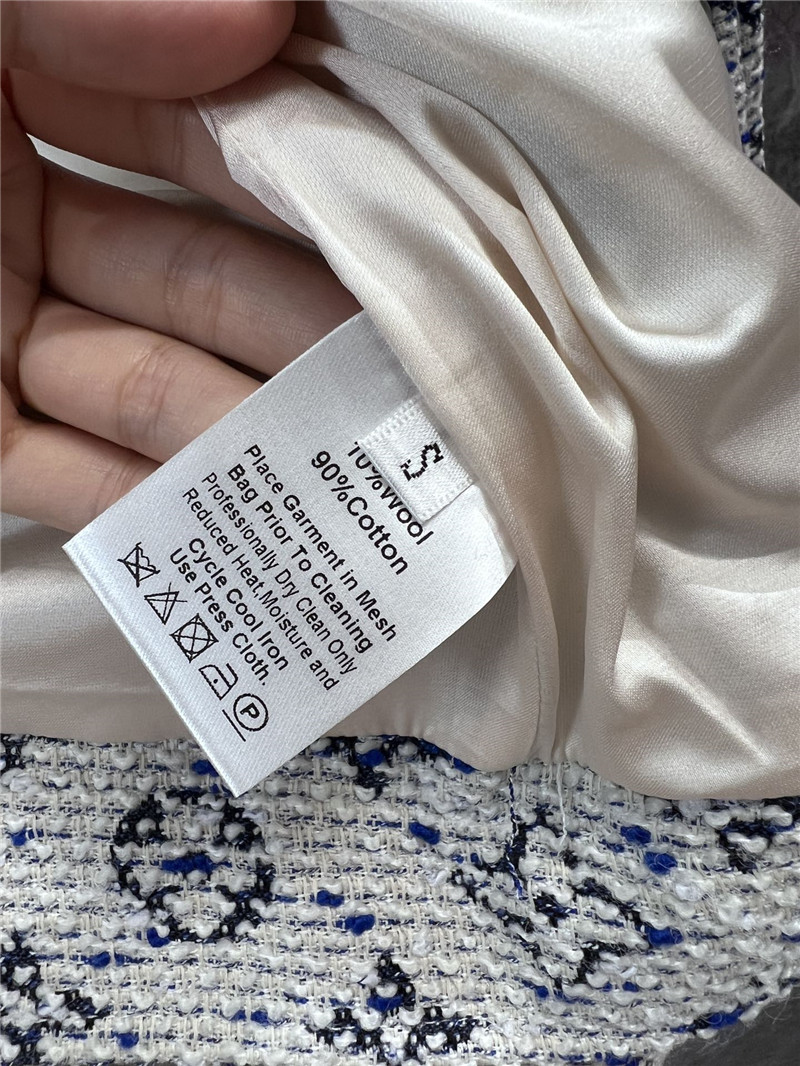 S
10%Wool
90%Cotton
Place Garment in Mesh
Bag Prior To Cleaning
Professionally Dry Clean Only
Reduced Heat, Moisture and
Cycle Cool Iron
Use Press Cloth.
P